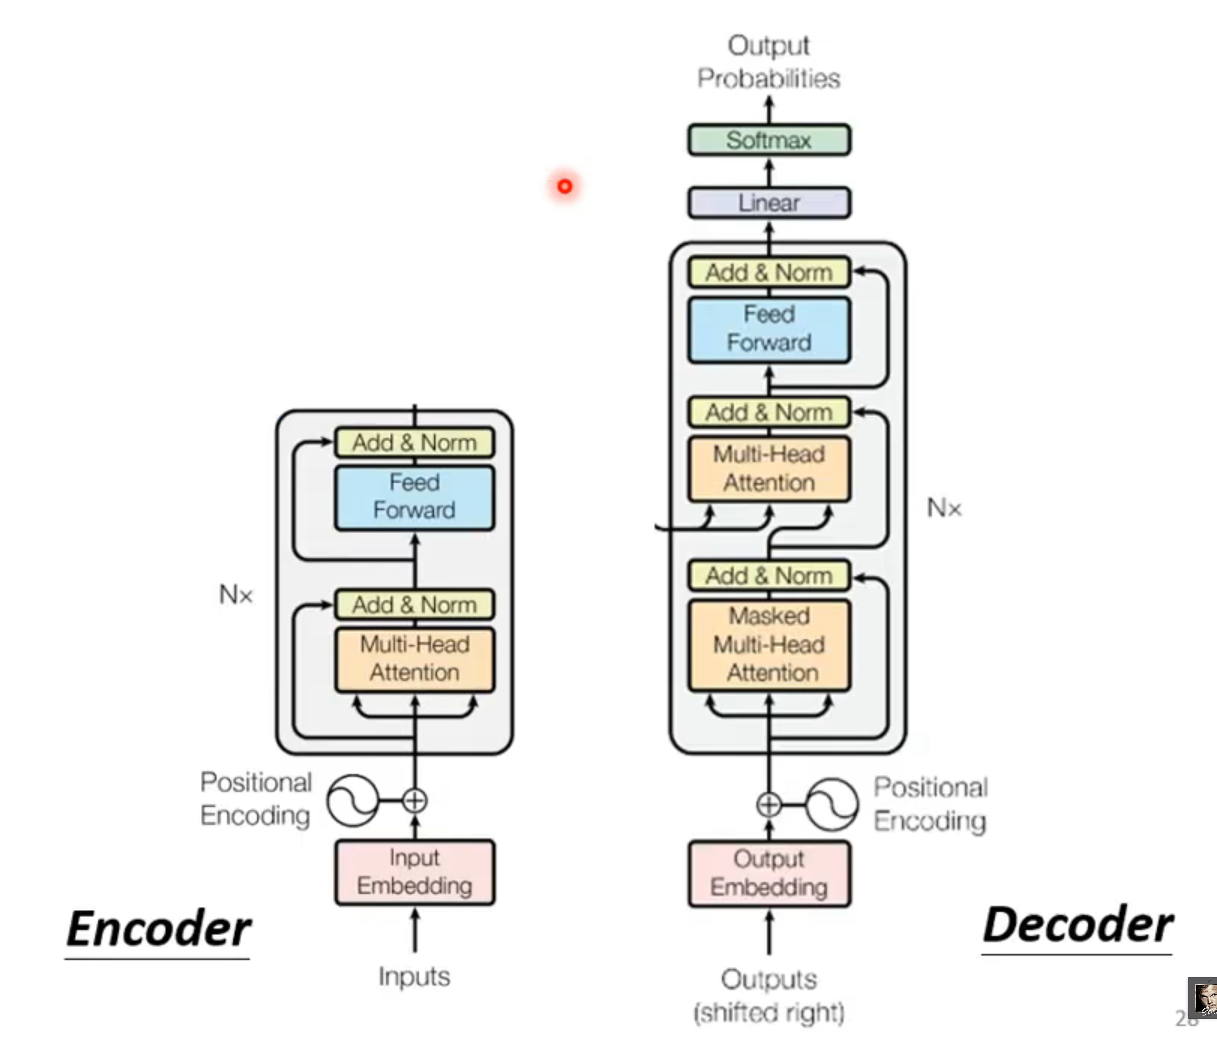 Output
Probabilities
Softmax
Linear
Add & Norm
Feed
Forward
Add & Norm
Multi-Head
Attention
Nx
Add & Norm
Masked
Multi-Head
Attention
Positional
Encoding
Output
Embedding
Outputs
(shifted right)
Decoder
Add & Norm
Feed
Forward
Nx
Add & Norm
Multi-Head
Attention
Positional
Encoding
Input
Embedding
Inputs
Encoder